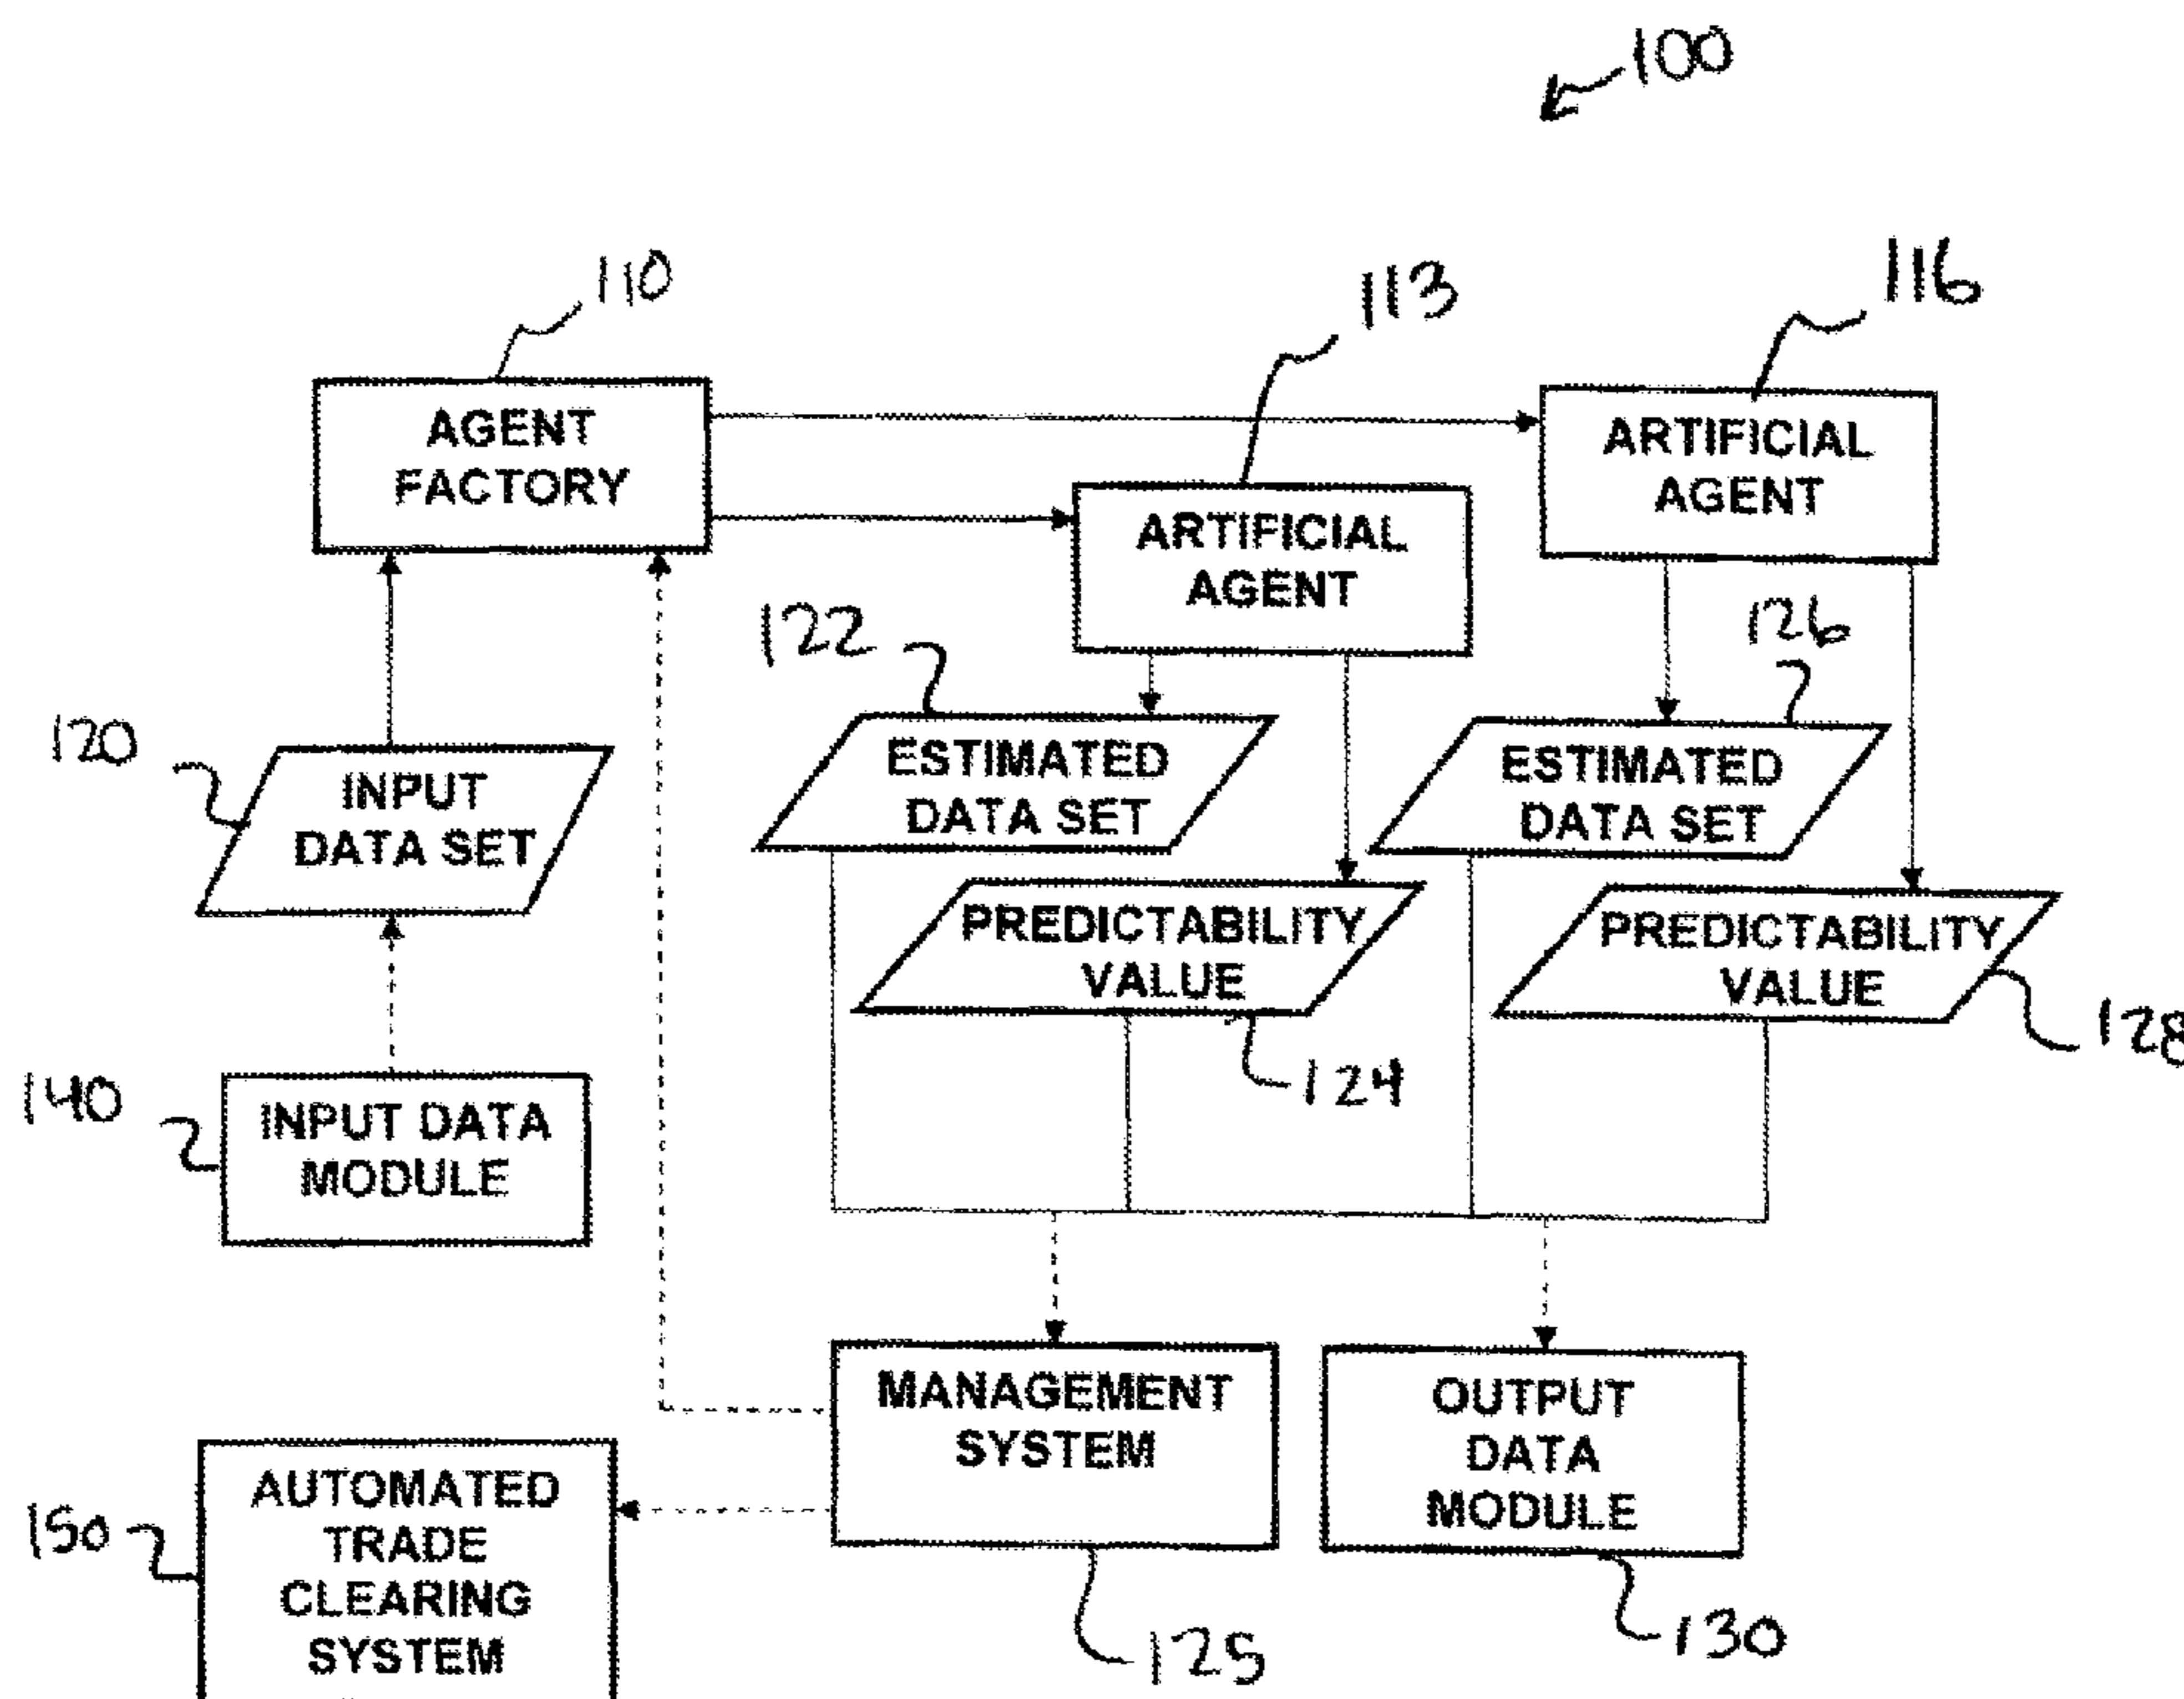 100
110
113
116
AGENT
FACTORY
ARTIFICIAL
AGENT
ARTIFICIAL
AGENT
122
126
120
INPUT
DATA SET
ESTIMATED
DATA SET
ESTIMATED
DATA SET
PREDICTABILITY
VALUE
PREDICTABILITY
VALUE
124
128
140
INPUT DATA
MODULE
MANAGEMENT
SYSTEM
OUTPUT
DATA
MODULE
150
AUTOMATED
TRADE
CLEARING
SYSTEM
125
130